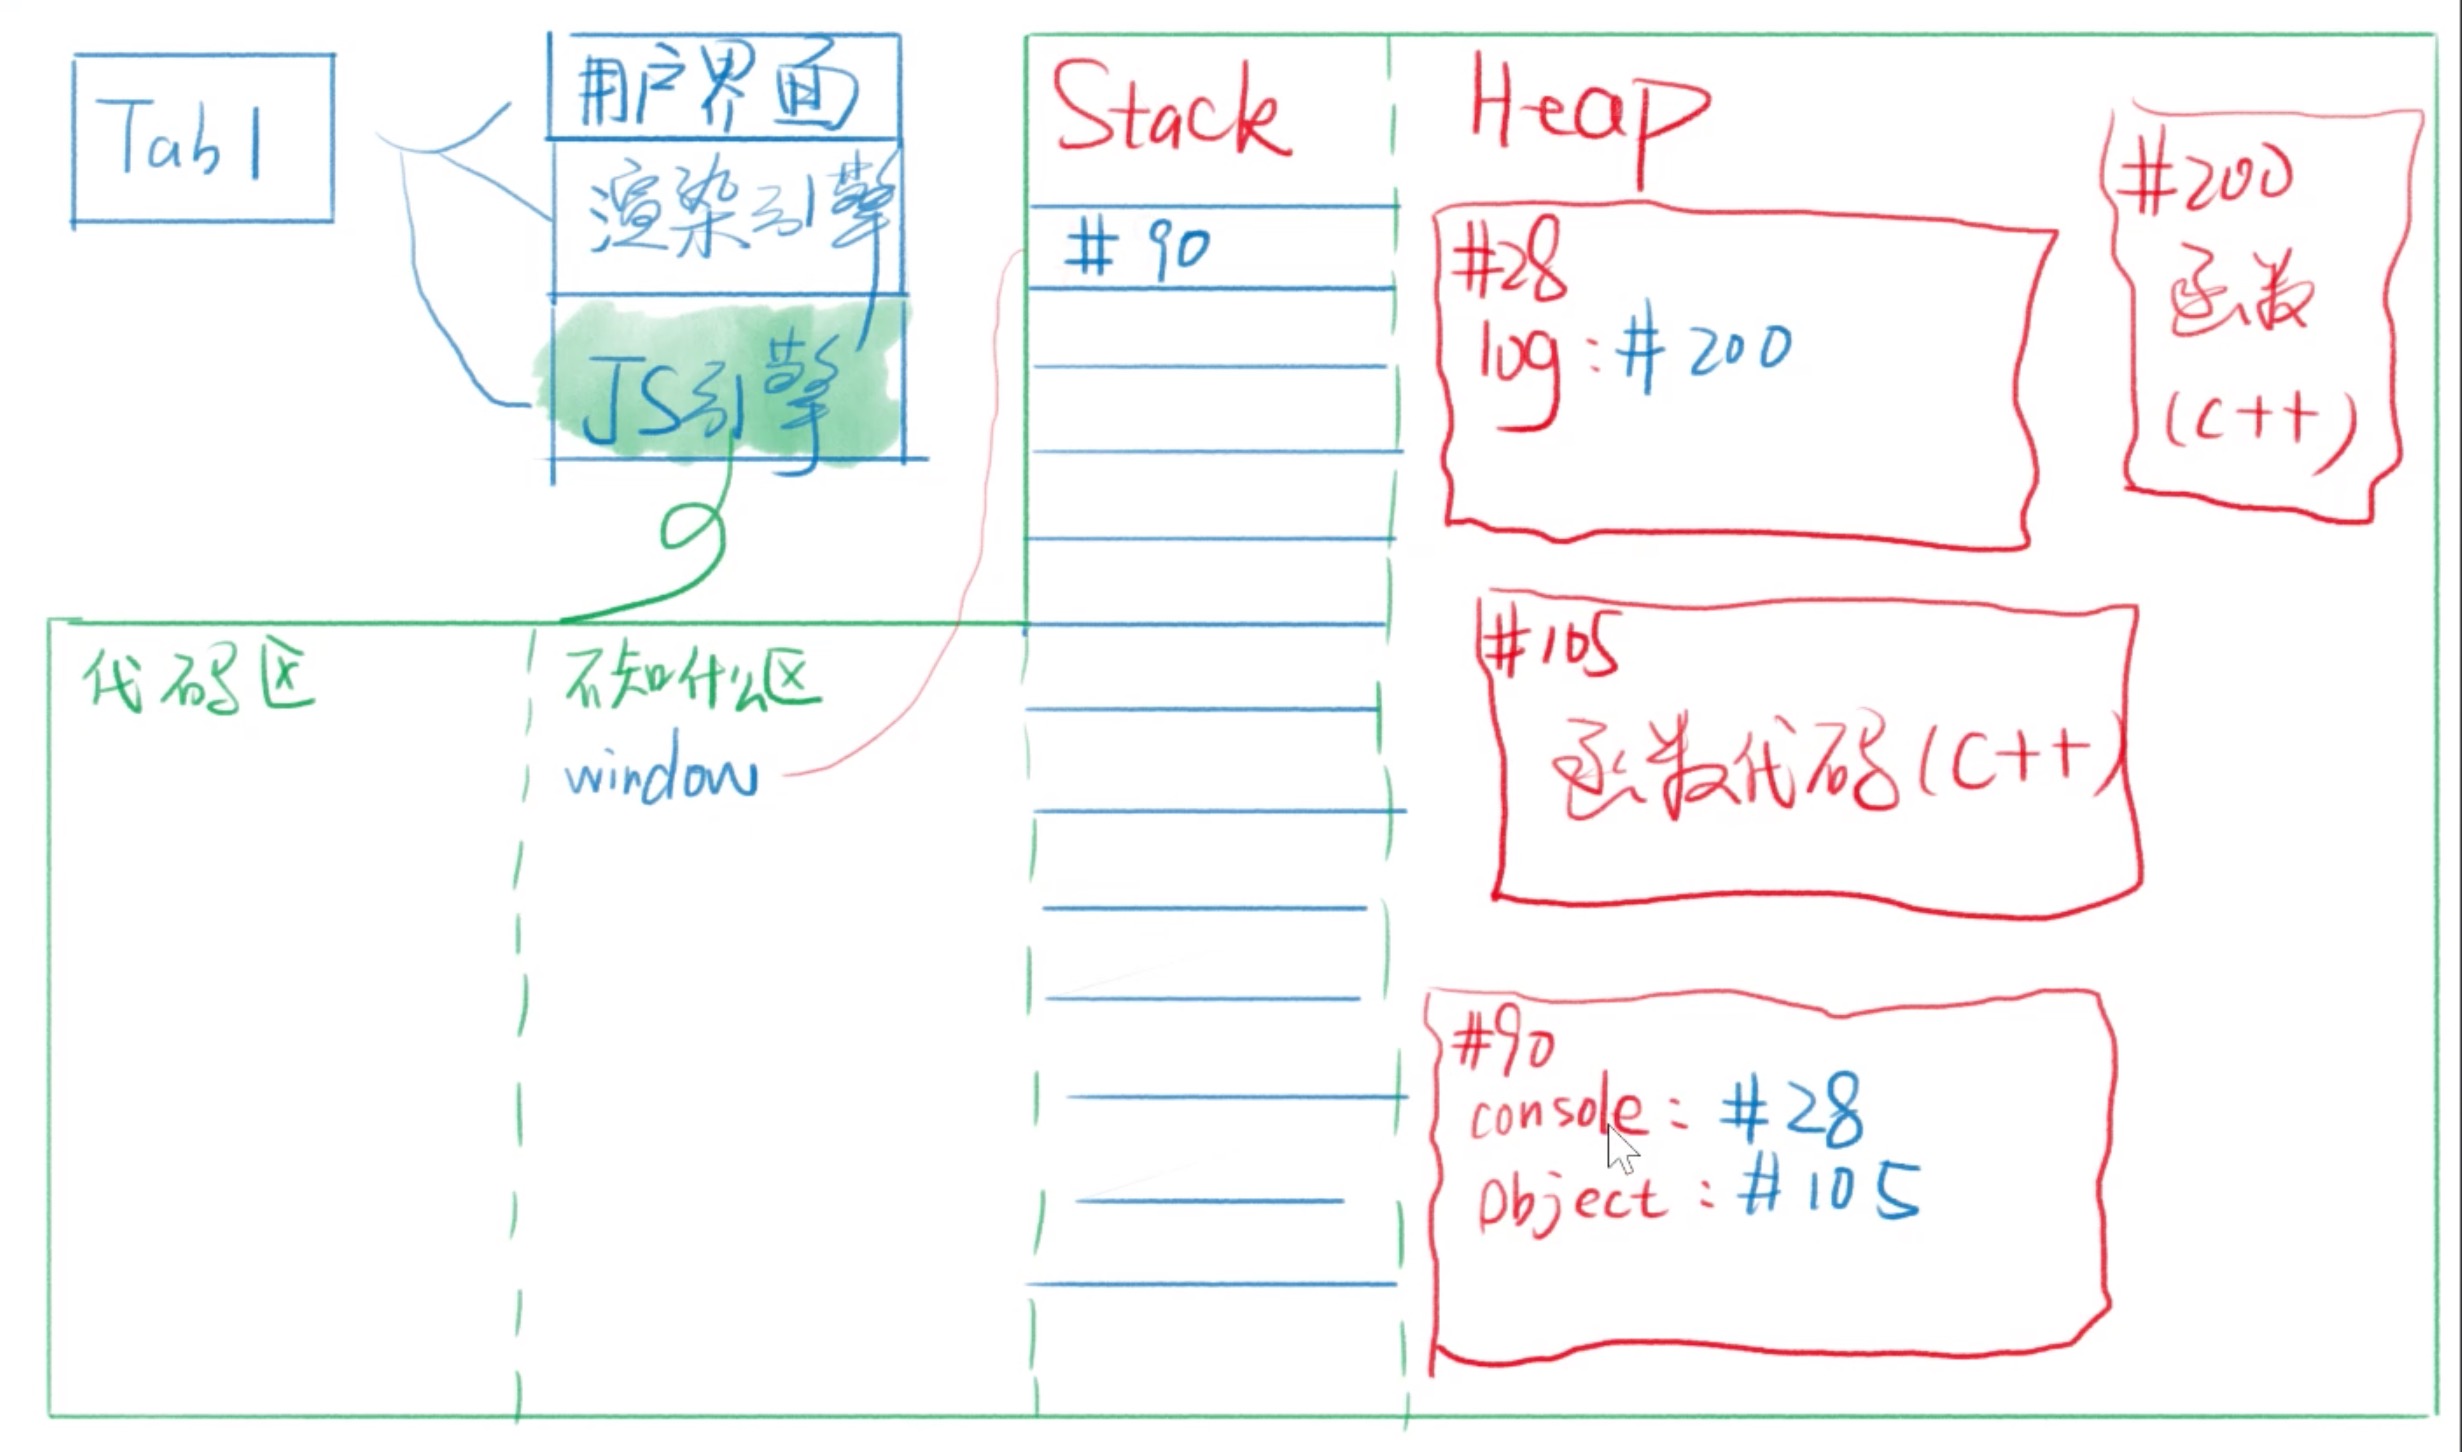 Tab 1
用户界面
渲染引擎
JS引擎
代码区
不知什么区
window
Stack
#90
Heap
#28
log:#200
#200
函数
(C++)
#105
函数代码(C++)
#90
console:#28
Object:#105